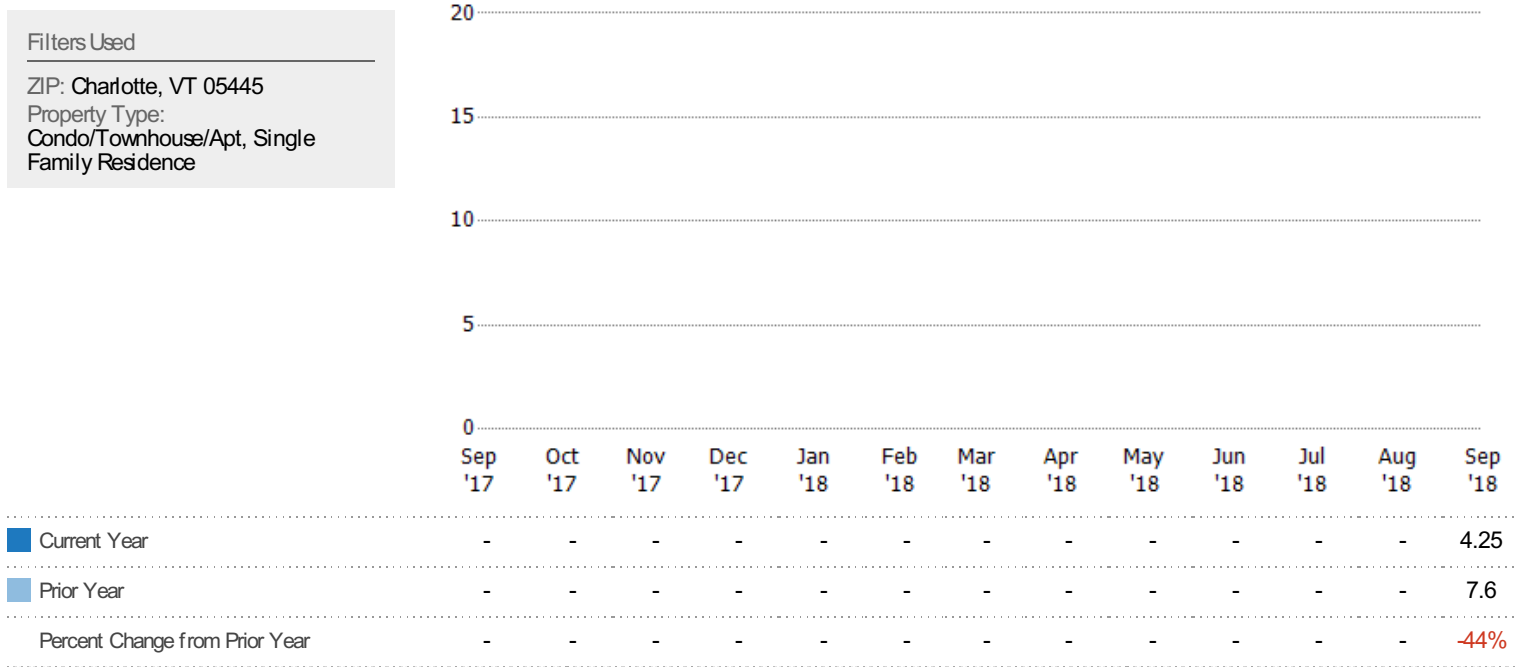 Filters Used
ZIP: Charlotte, VT 05445
Property Type:
Condo/Townhouse/Apt, Single
Family Residence
20
15
10
5
0
Sep Oct Nov Dec Jan Feb Mar Apr May Jun Jul Aug Sep
'17 '17 '17 '17 '18 '18 '18 '18 '18 '18 '18 '18 '18
Current Year - - - - - - - - - - - - 4.25
Prior Year - - - - - - - - - - - - 7.6
Percent Change from Prior Year - - - - - - - - - - - - -44%